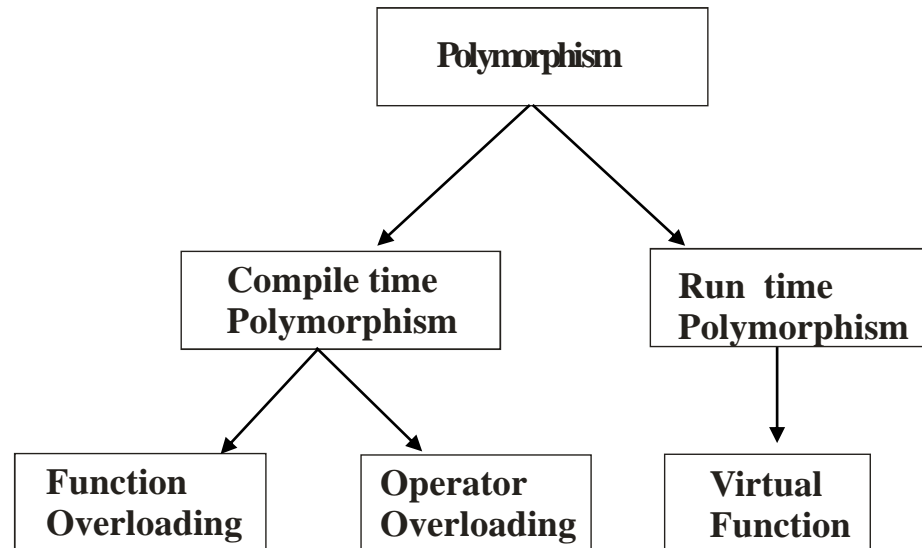 Polymorphism
Compile time
Polymorphism
Run time
Polymorphism
Function
Overloading
Operator
Overloading
Virtual
Function